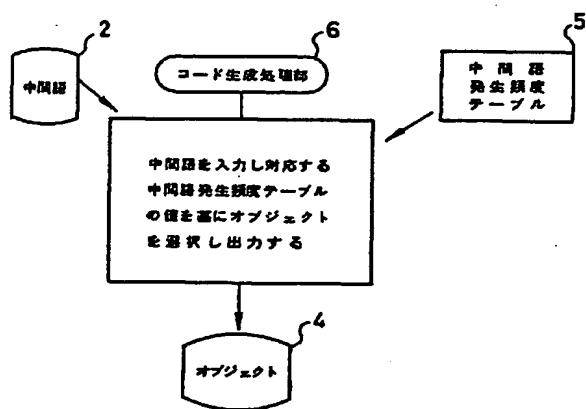 2
中間語
6
コード生成処理部
5
中間語
発生頻度
テーブル
中間語を入力し対応する
中間語発生頻度テーブル
の値を基にオブジェクト
を選択し出力する
4
オブジェクト